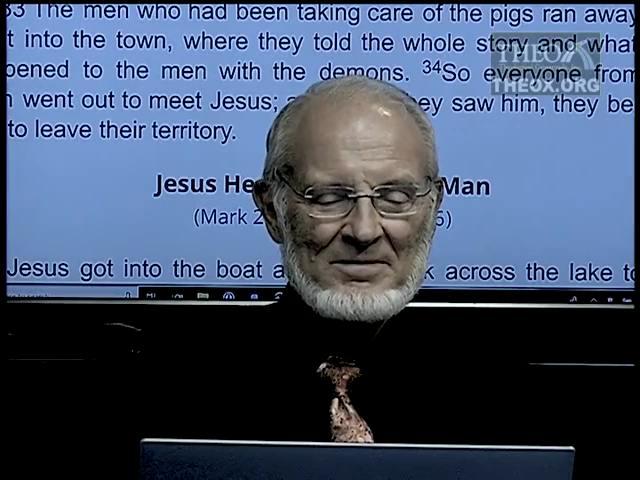 33 The men who had been taking care of the pigs ran away
t into the town, where they told the whole story and what
pened to the men with the demons. 34So everyone from
went out to meet Jesus; they saw him, they be
to leave their territory.
Jesus He Man
(Mark 2 6)
Jesus got into the boat a k across the lake to
THEO
THEOX.ORG